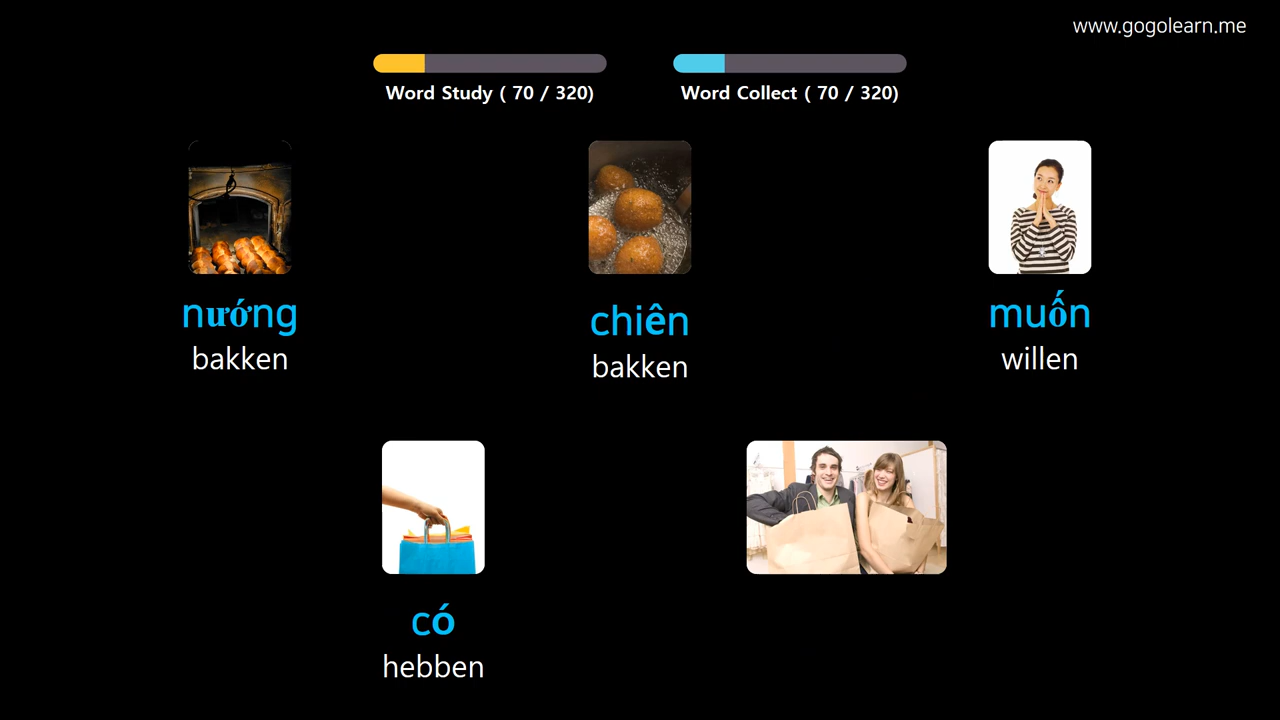 www.gogolearn.me
Word Study ( 70 / 320)
Word Collect ( 70 / 320)
nướng
bakken
chiên
bakken
muốn
willen
có
hebben